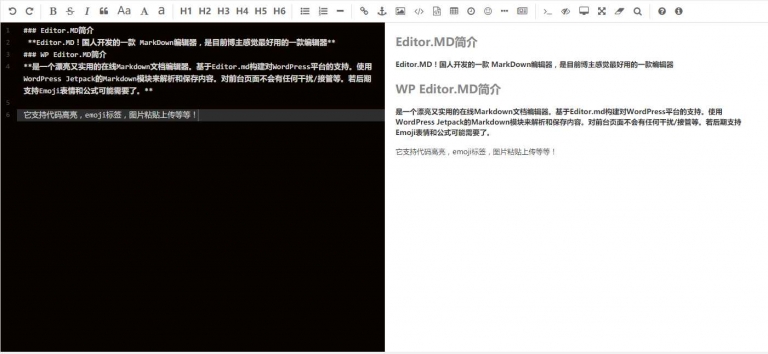 B S I Aa A a H1 H2 H3 H4 H5 H6
1 ### Editor.MD简介
2 **Editor.MD！国人开发的一款 MarkDown编辑器，是目前博主感觉最好用的一款编辑器**
3 ### WP Editor.MD简介
4 **是一个漂亮又实用的在线Markdown文档编辑器。基于Editor.md构建对WordPress平台的支持。使用
WordPress Jetpack的Markdown模块来解析和保存内容。对前台页面不会有任何干扰/接管等。若后期
支持Emoji表情和公式可能需要了。**
5
6 它支持代码高亮，emoji标签，图片粘贴上传等等！
Editor.MD简介
Editor.MD！国人开发的一款 MarkDown编辑器，是目前博主感觉最好用的一款编辑器
WP Editor.MD简介
是一个漂亮又实用的在线Markdown文档编辑器。基于Editor.md构建对WordPress平台的支持。使用
WordPress Jetpack的Markdown模块来解析和保存内容。对前台页面不会有任何干扰/接管等。若后期支持
Emoji表情和公式可能需要了。
它支持代码高亮，emoji标签，图片粘贴上传等等！